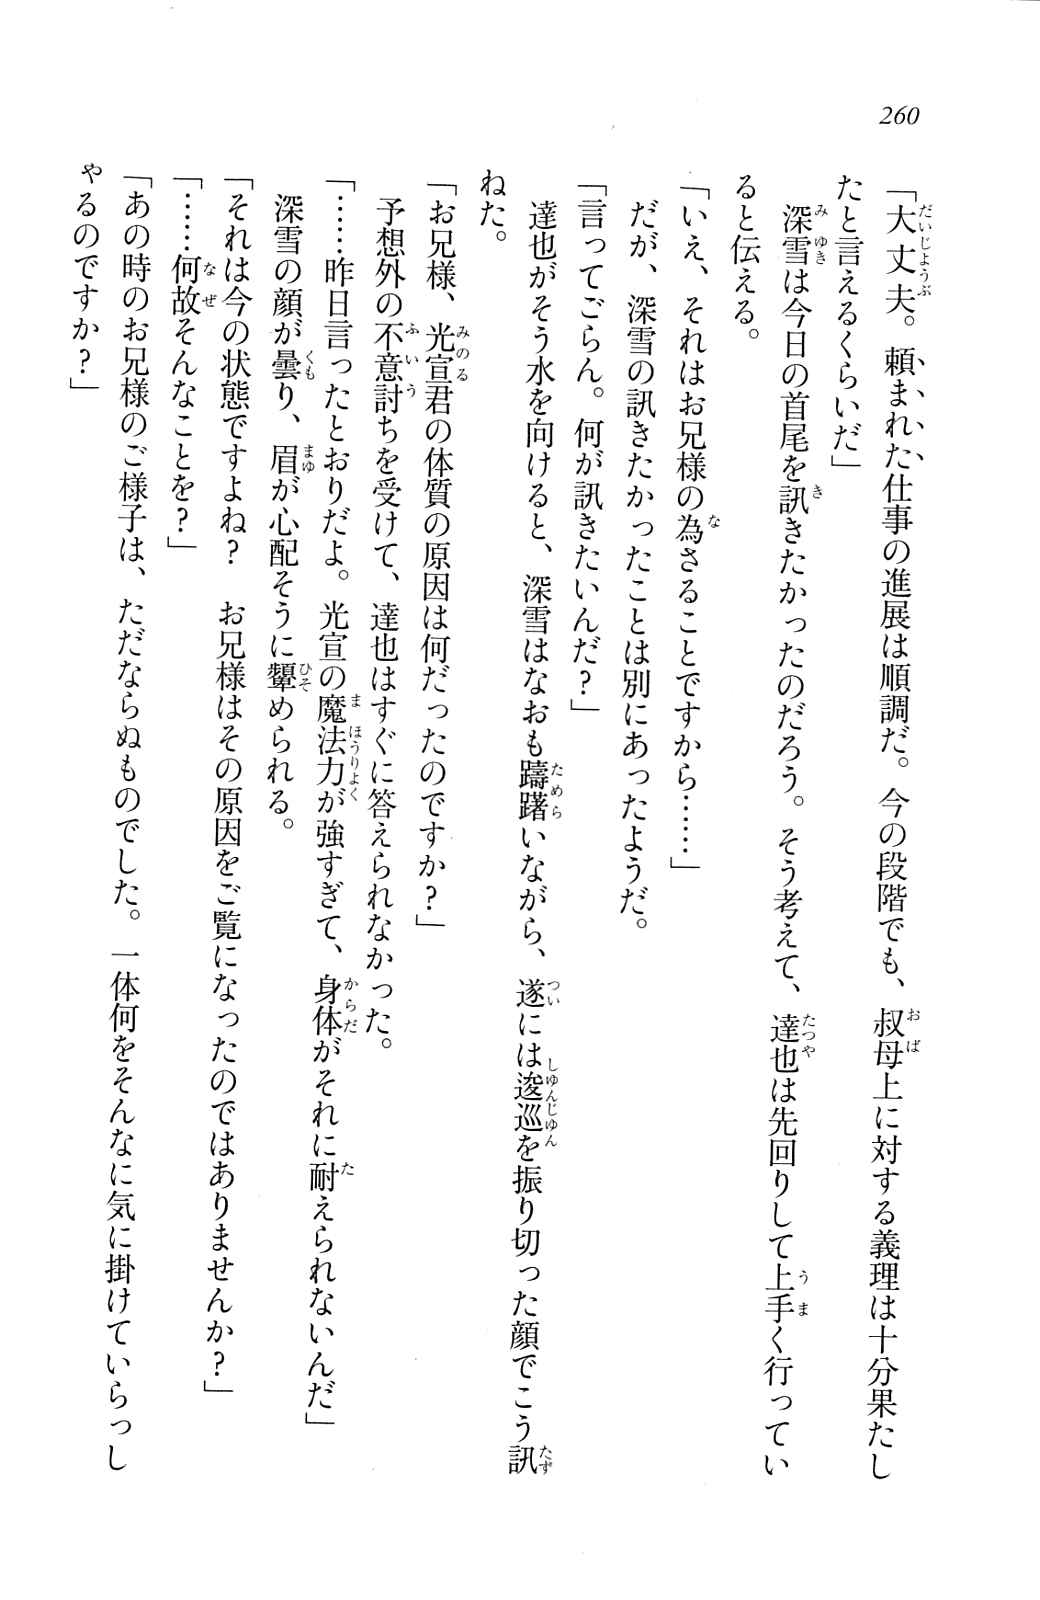 260
「大丈夫。頼まれた仕事の進展は順調だ。今の段階でも、叔母上に対する義理は十分果たし
たと言えるくらいだ」
深雪は今日の首尾を訊きたかったのだろう。そう考えて、達也は先回りして上手く行ってい
ると伝える。
「いえ、それはお兄様の為さることですから……」
だが、深雪の訊きたかったことは別にあったようだ。
「言ってごらん。何が訊きたいんだ？」
達也がそう水を向けると、深雪はなおも躊躇いながら、遂には逡巡を振り切った顔でこう訊
ねた。
「お兄様、光宣君の体質の原因は何だったのですか？」
予想外の不意討ちを受けて、達也はすぐに答えられなかった。
「……昨日言ったとおりだよ。光宣の魔法力が強すぎて、身体がそれに耐えられないんだ」
深雪の顔が曇り、眉が心配そうに顰められる。
「それは今の状態ですよね？　お兄様はその原因をご覧になったのではありませんか？」
「……何故そんなことを？」
「あの時のお兄様のご様子は、ただならぬものでした。一体何をそんなに気に掛けていらっし
ゃるのですか？」